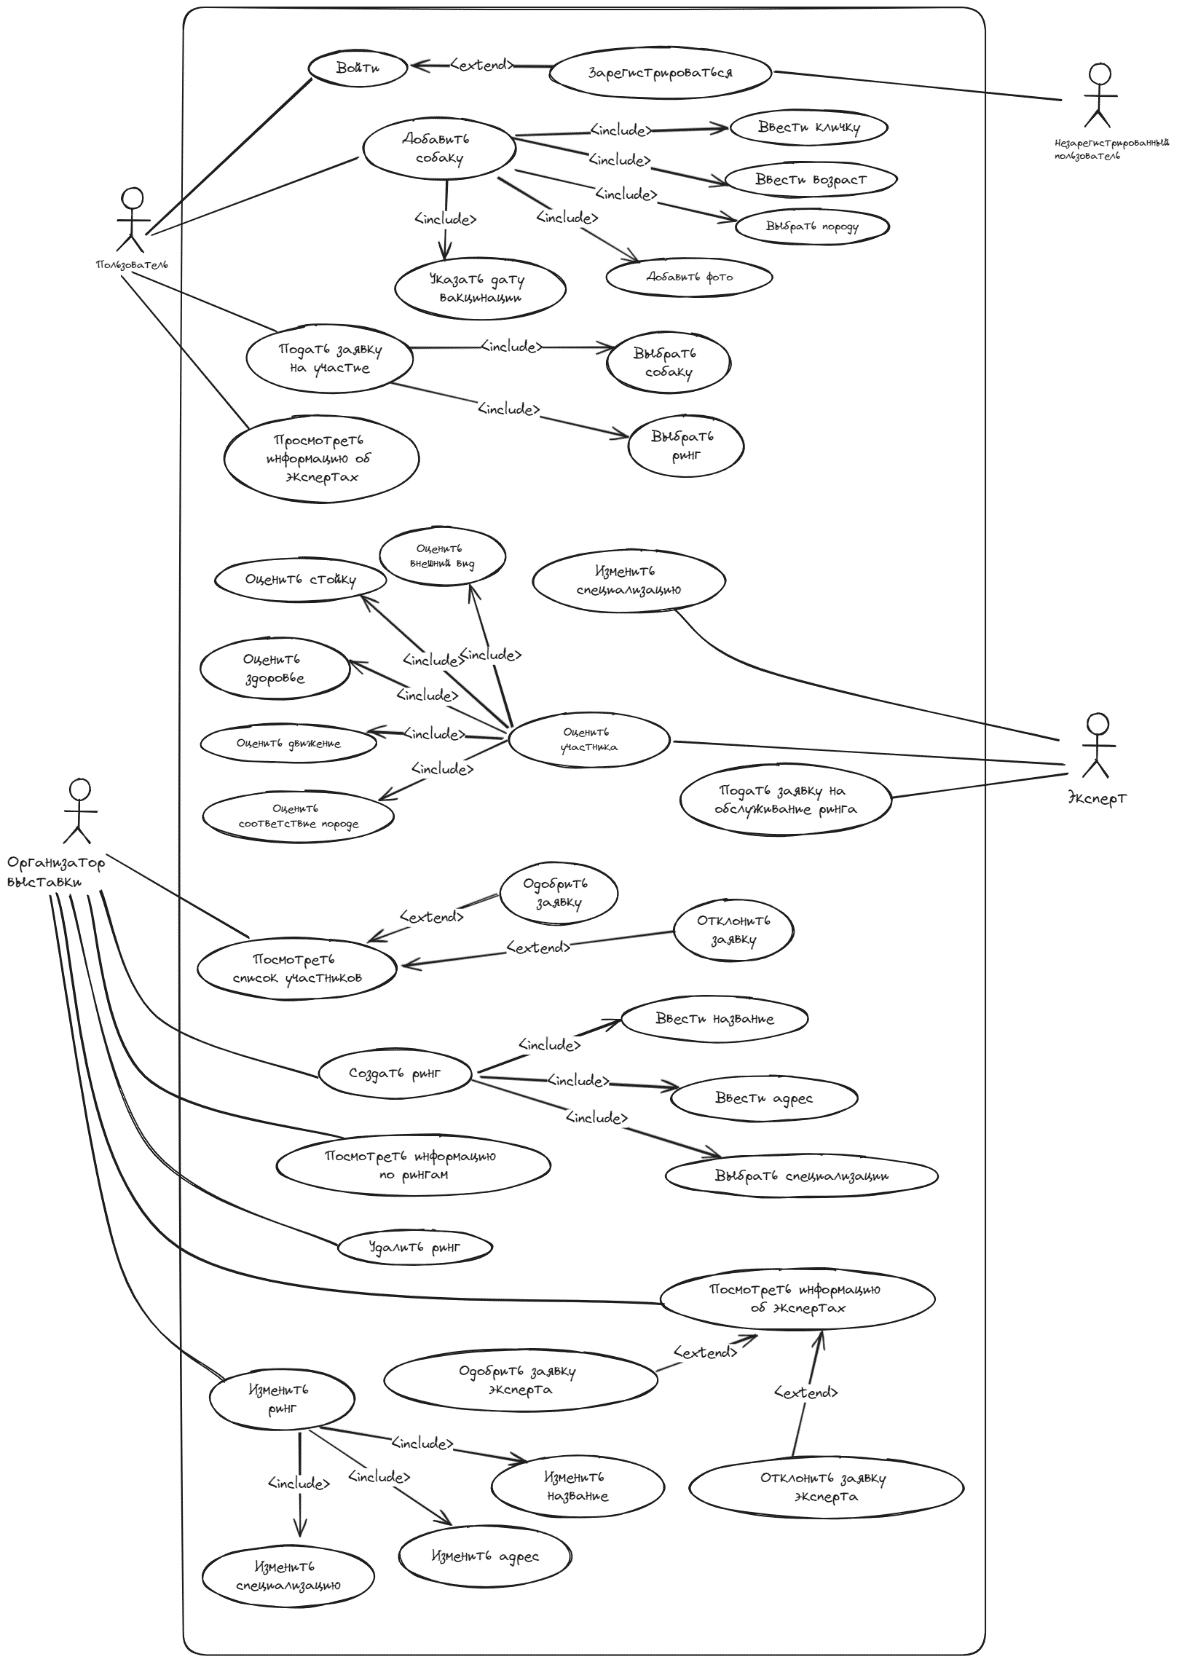 Войти
<extend>
Зарегистрироваться
Незарегистрированный
пользователь
Добавить
собаку
<include>
Ввести кличку
<include>
Ввести возраст
<include>
Выбрать породу
<include>
<include>
Добавить фото
Указать дату
вакцинации
Пользователь
Подать заявку
на участие
<include>
Выбрать
собаку
<include>
Выбрать
ринг
Просмотреть
информацию об
экспертах
Оценить
внешний вид
Оценить стойку
Изменить
специализацию
<include>
<include>
Оценить
здоровье
<include>
Оценить движение
<include>
Оценить
участника
<include>
Оценить
соответствие породе
Подать заявку на
обслуживание ринга
Эксперт
Организатор
выставки
Одобрить
заявку
<extend>
Отклонить
заявку
<extend>
Посмотреть
список участников
Ввести название
<include>
Создать ринг
<include>
Ввести адрес
<include>
Выбрать специализации
Посмотреть информацию
по рингам
Удалить ринг
Посмотреть информацию
об экспертах
<extend>
Одобрить заявку
эксперта
<extend>
Изменить
ринг
<include>
Изменить
название
<include>
<include>
Отклонить заявку
эксперта
Изменить адрес
Изменить
специализацию